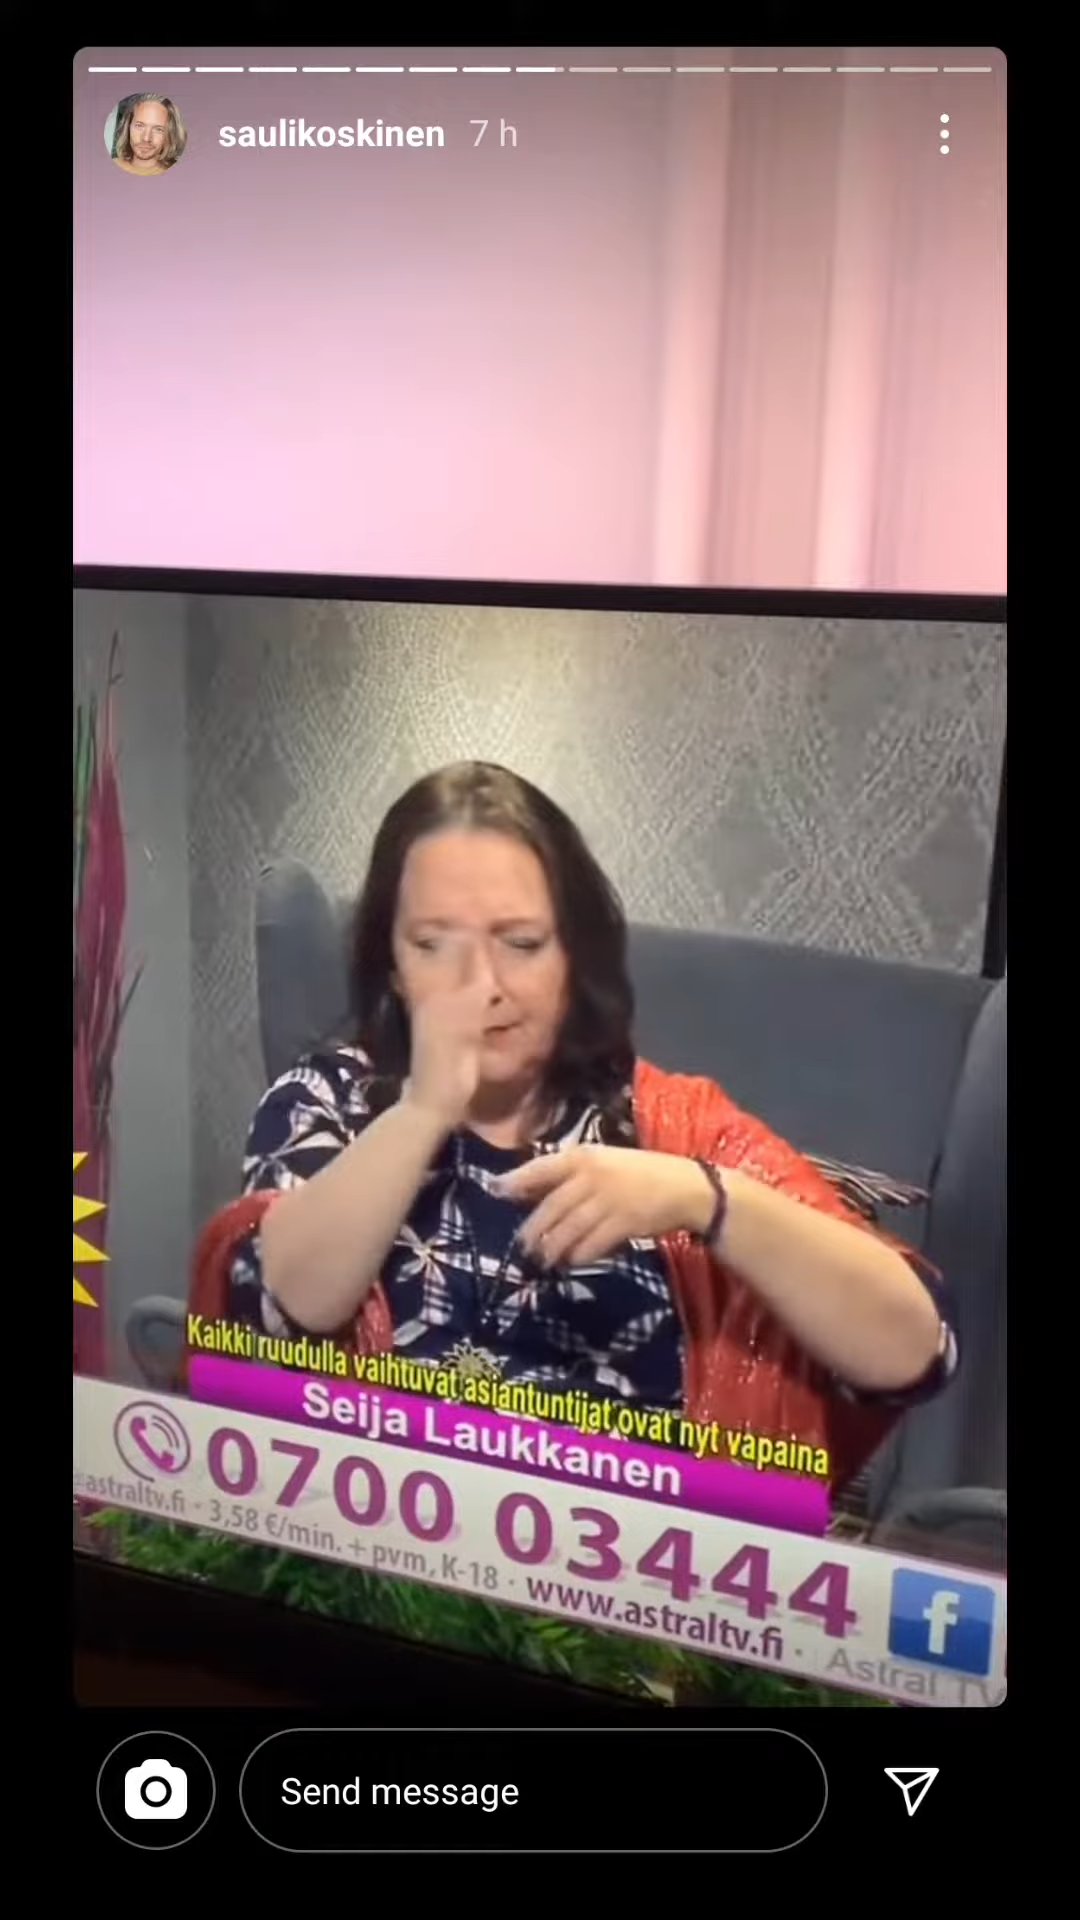 saulikoskinen 7 h
Kaikki ruudulla vaihtuvat asiantuntijat ovat nyt vapaina
Seija Laukkanen
0700 03444
astraltv.fi · 3,58 €/min. + pvm, K-18 · www.astraltv.fi · Astral TV
f
Send message